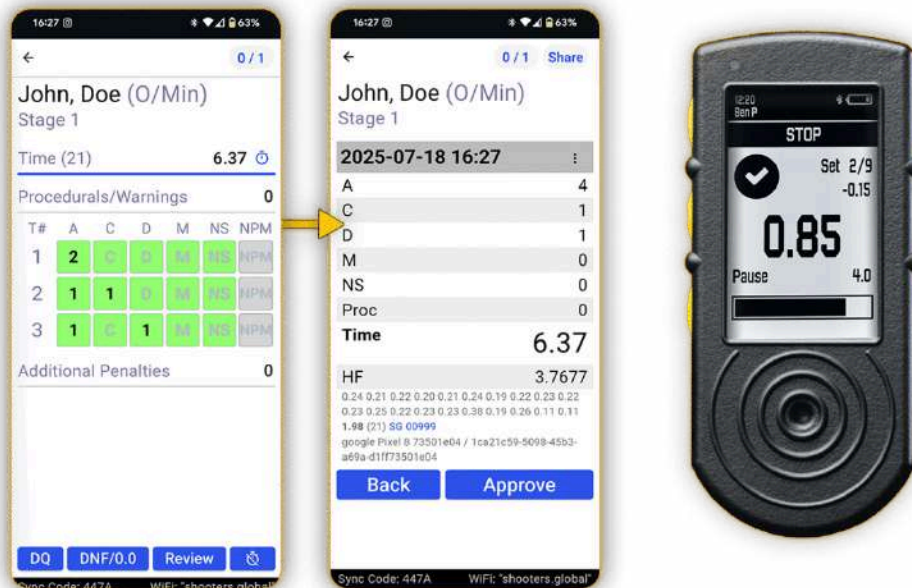 16:27 63%
0 / 1
John, Doe (O/Min)
Stage 1
Time (21) 6.37
Procedurals/Warnings 0
T# A C D M NS NPM
1 2 C D M NS NPM
2 1 1 D M NS NPM
3 1 C 1 M NS NPM
Additional Penalties 0
DQ DNF/0.0 Review
Sync Code: 447A WiFi: "shooters.global"
16:27 63%
0 / 1 Share
John, Doe (O/Min)
Stage 1
2025-07-18 16:27
A 4
C 1
D 1
M 0
NS 0
Proc 0
Time 6.37
HF 3.7677
0.24 0.21 0.22 0.20 0.21 0.24 0.19 0.22 0.23 0.22
0.23 0.25 0.22 0.23 0.23 0.38 0.19 0.26 0.11 0.11
1.98 (21) SG 00999
google Pixel 8 73501e04 / 1ca21c59-5098-45b3-
a69a-d1ff73501e04
Back Approve
Sync Code: 447A WiFi: "shooters.global"
12:20
Ben P
STOP
Set 2/9
-0.15
0.85
Pause 4.0